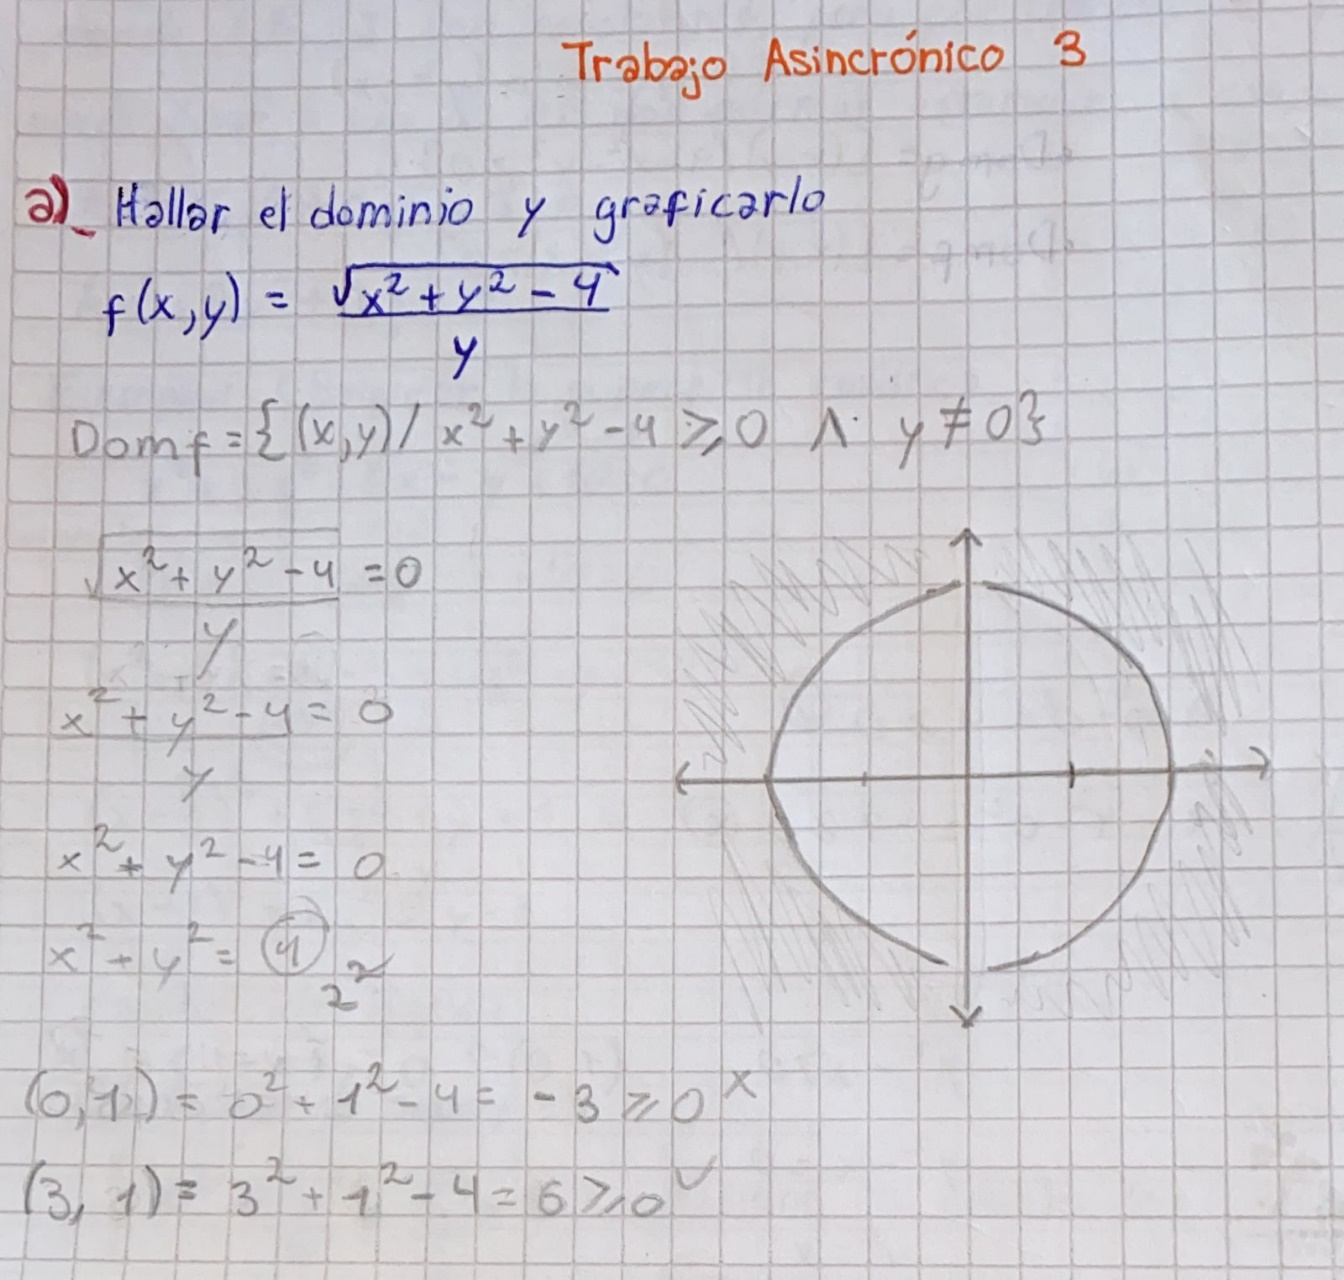 Trabajo Asincrónico 3
a)_ Hallar el dominio y graficarlo
f(x,y) = √(x² + y² - 4) / y
Dom f = {(x,y) / x² + y² - 4 ≥ 0 ∧ y ≠ 0}
√(x² + y² - 4) / y = 0
(x² + y² - 4) / y = 0
x² + y² - 4 = 0
x² + y² = 4 2²
(0,1) = 0² + 1² - 4 = - 3 ≥ 0 x
(3, 1) = 3² + 1² - 4 = 6 ≥ 0 ✓